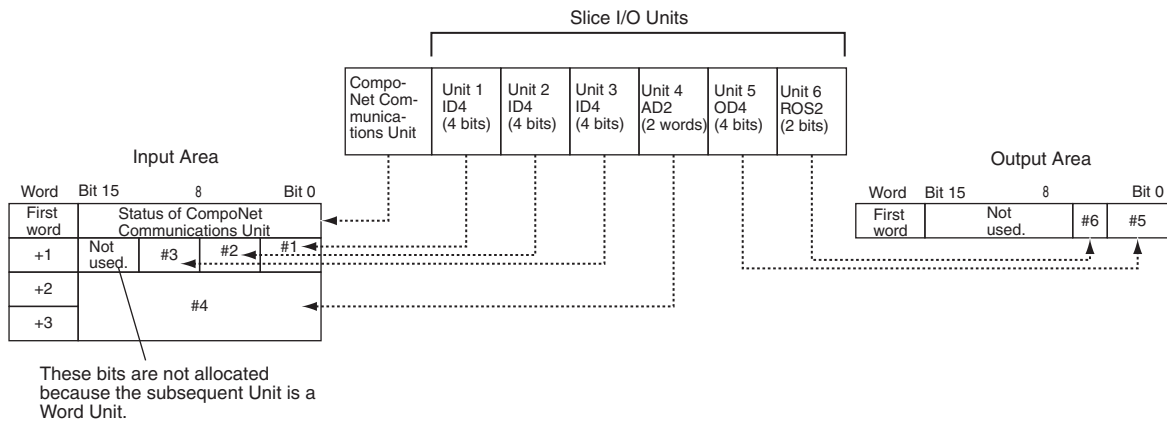 Slice I/O Units
Compo-
Net Com-
munica-
tions Unit
Unit 1
ID4
(4 bits)
Unit 2
ID4
(4 bits)
Unit 3
ID4
(4 bits)
Unit 4
AD2
(2 words)
Unit 5
OD4
(4 bits)
Unit 6
ROS2
(2 bits)
Input Area
Word Bit 15 8 Bit 0
First
word
Status of CompoNet
Communications Unit
+1
Not
used.
#3
#2
#1
+2
#4
+3
These bits are not allocated
because the subsequent Unit is a
Word Unit.
Output Area
Word Bit 15 8 Bit 0
First
word
Not
used.
#6
#5